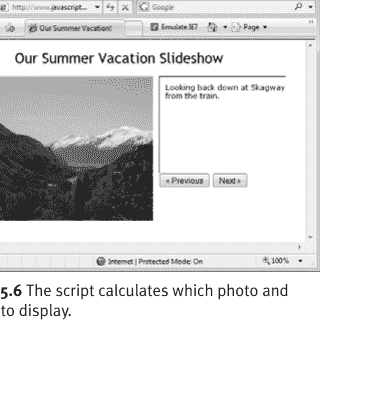 http://www.javascript...
Google
Our Summer Vacation!
Emulate IE7
Page
Our Summer Vacation Slideshow
Looking back down at Skagway
from the train.
« Previous
Next »
Internet | Protected Mode: On
100%
5.6 The script calculates which photo and
to display.